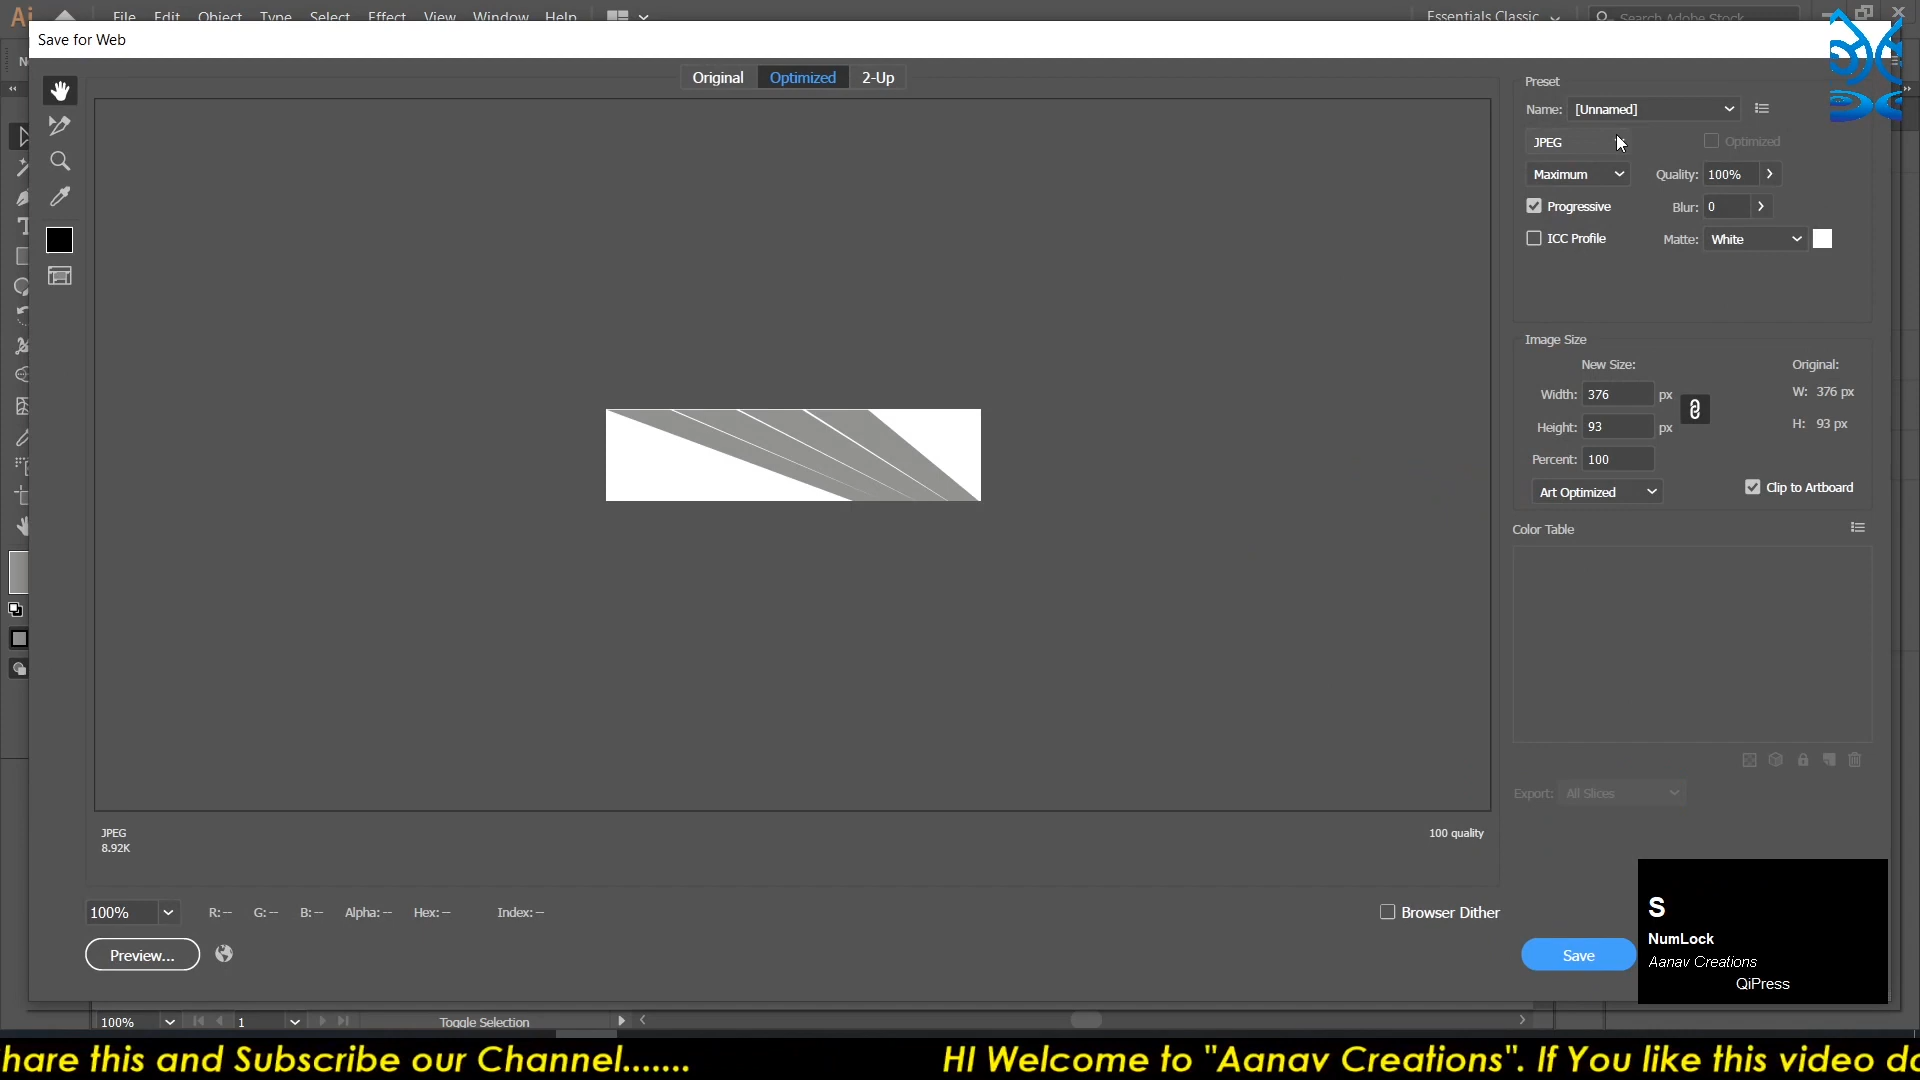 Ai File Edit Object Type Select Effect View Window Help Essentials Classic Search Adobe Stock
Save for Web
Original Optimized 2-Up
Preset
Name: [Unnamed]
JPEG Optimized
Maximum Quality: 100%
Progressive Blur: 0
ICC Profile Matte: White
Image Size
New Size: Original:
Width: 376 px W: 376 px
Height: 93 px H: 93 px
Percent: 100
Art Optimized Clip to Artboard
Color Table
Export: All Slices
JPEG 100 quality
8.92K
100% R: -- G: -- B: -- Alpha: -- Hex: -- Index: -- Browser Dither
Preview... Save
S
NumLock
Aanav Creations
QiPress
100% 1 Toggle Selection
hare this and Subscribe our Channel....... HI Welcome to "Aanav Creations". If You like this video do